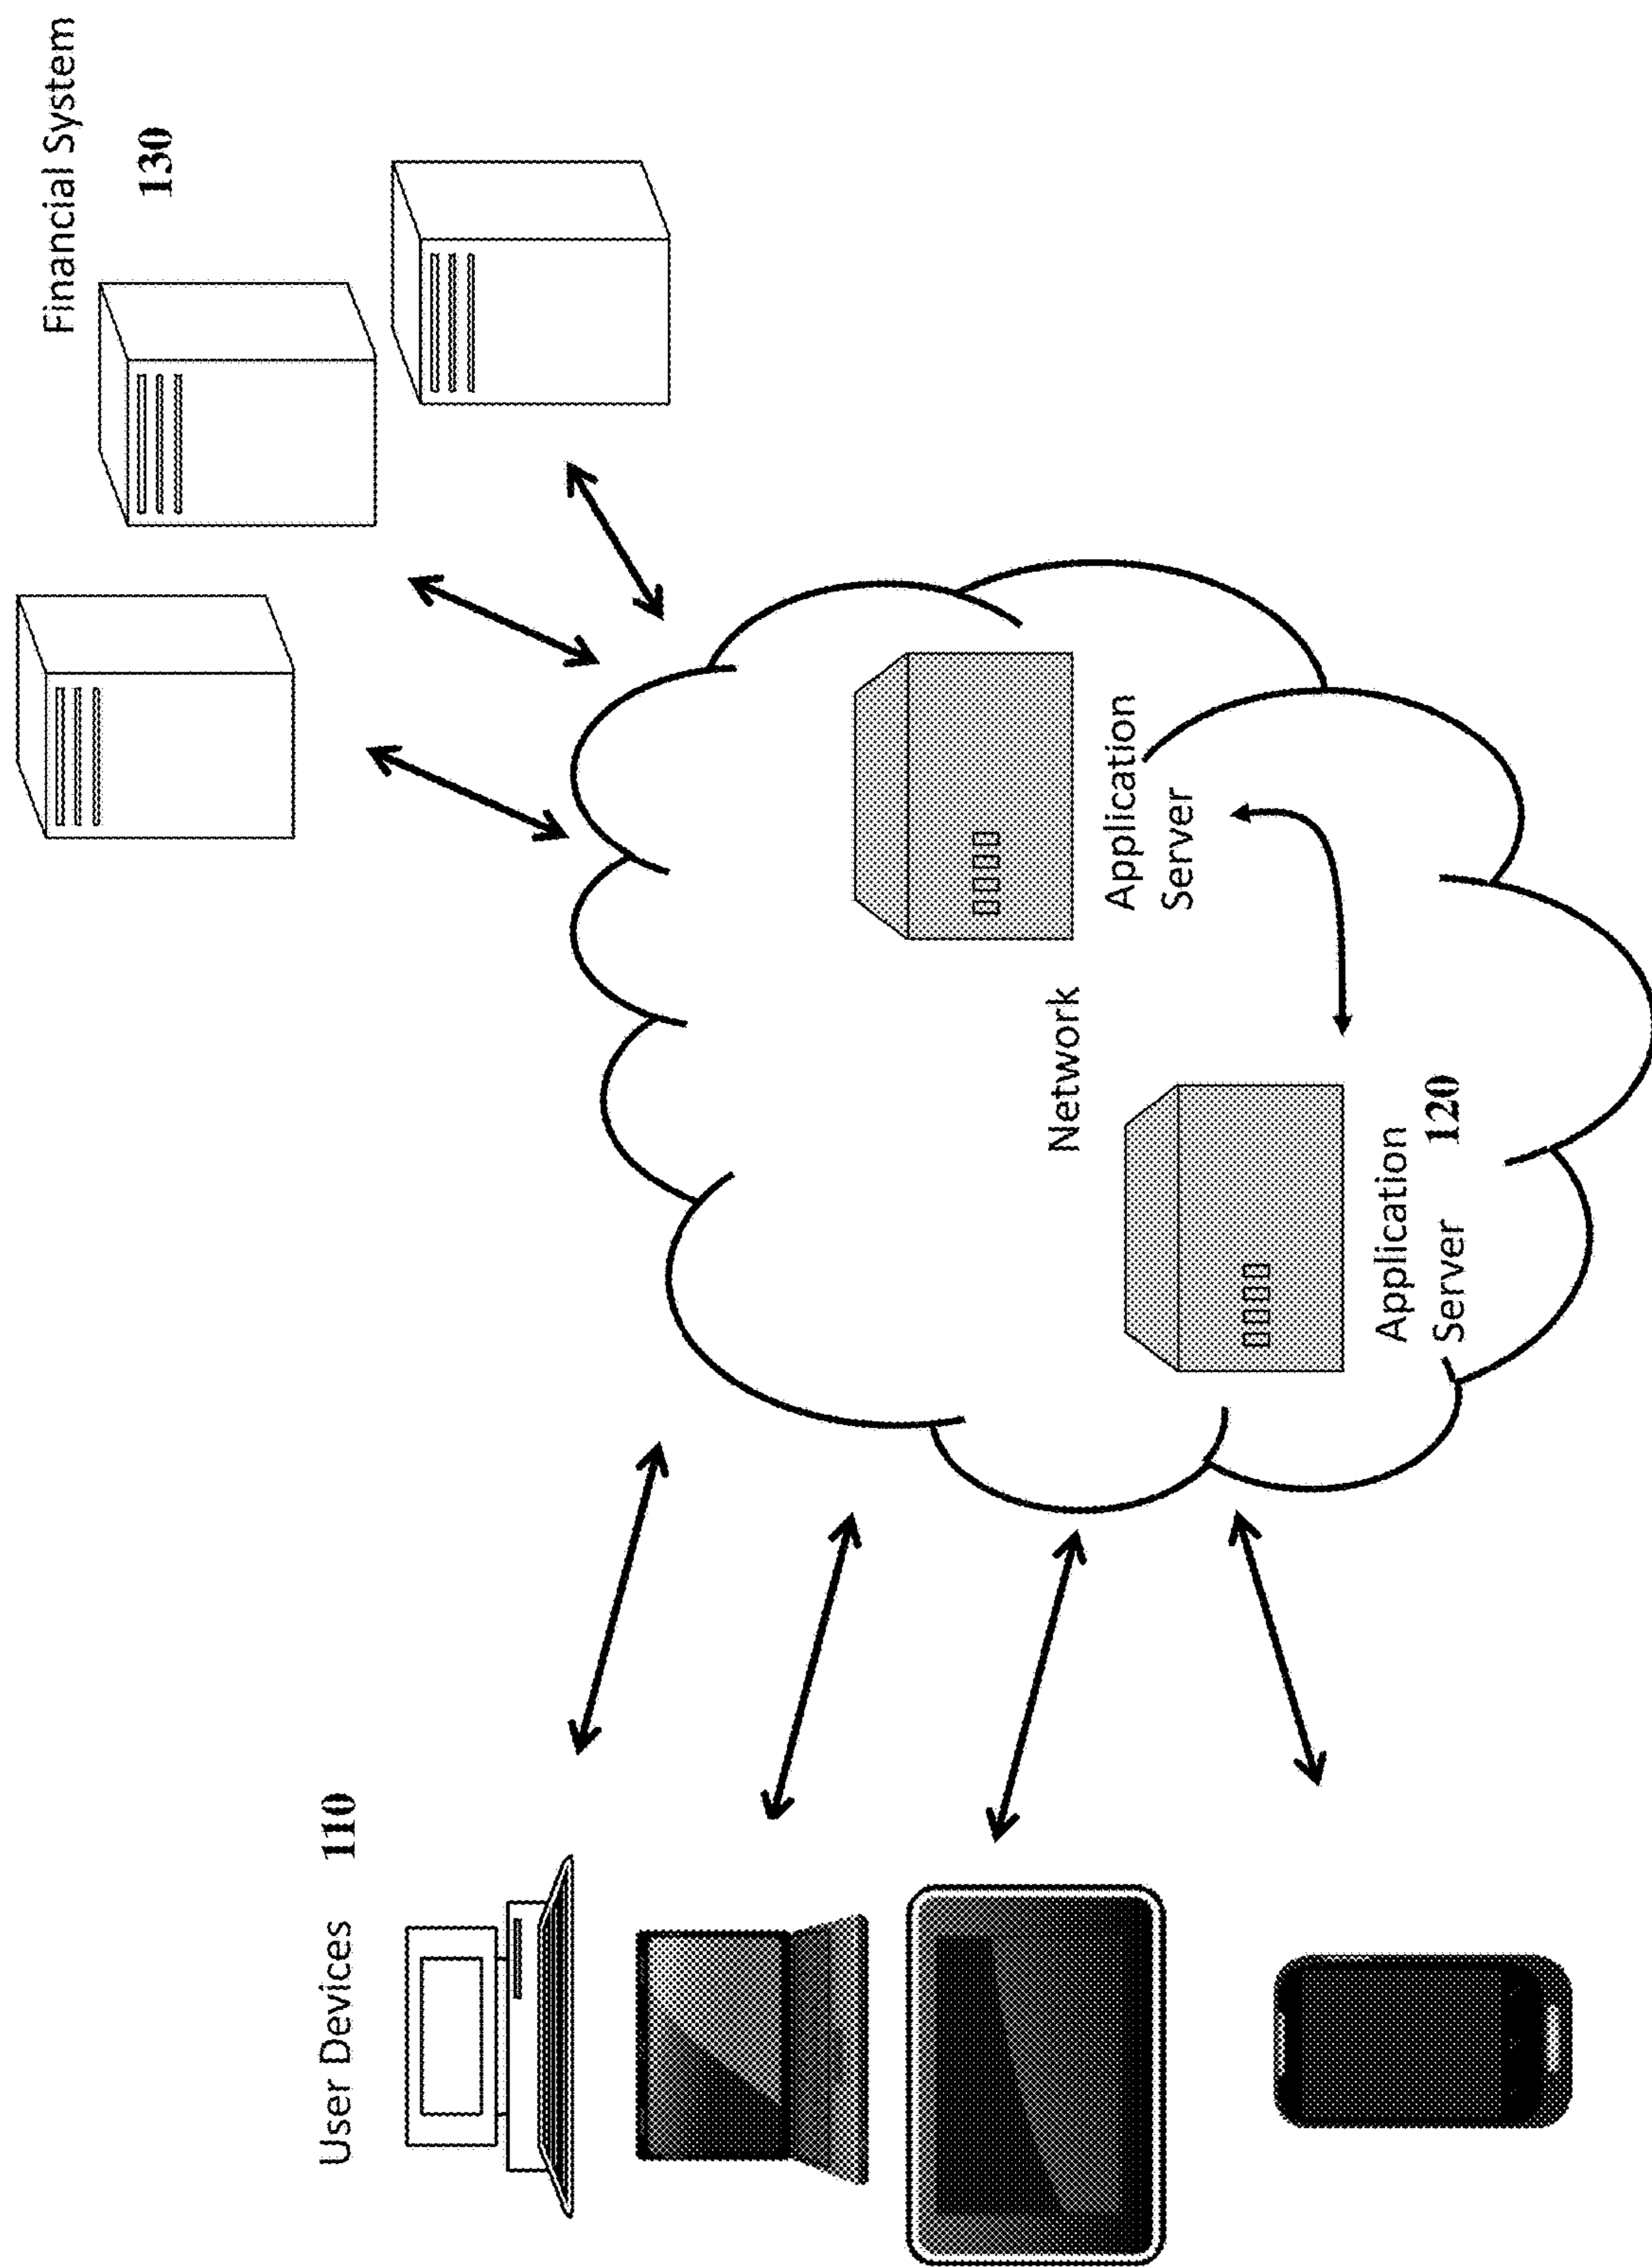 Financial System
130
User Devices 110
Network
Application
Server
Application
Server 120